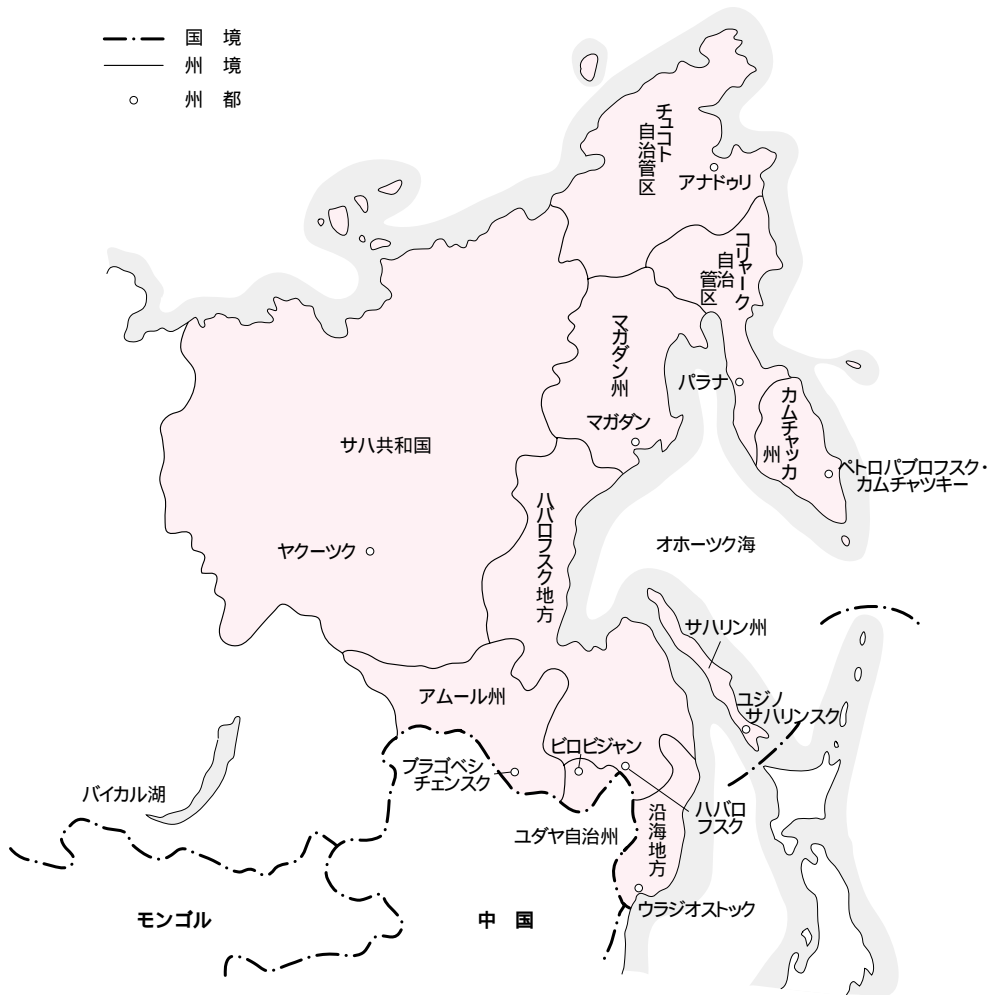 国 境
州 境
州 都
チュコト
自治管区
アナドゥリ
コリャーク
自治
管区
マガダン州
パラナ
マガダン
カムチャッカ
州
サハ共和国
ペトロパブロフスク・
カムチャツキー
ハバロフスク地方
オホーツク海
ヤクーツク
サハリン州
アムール州
ユジノ
サハリンスク
ビロビジャン
ブラゴベシ
チェンスク
バイカル湖
ハバロ
フスク
沿海地方
ユダヤ自治州
ウラジオストック
モンゴル
中 国